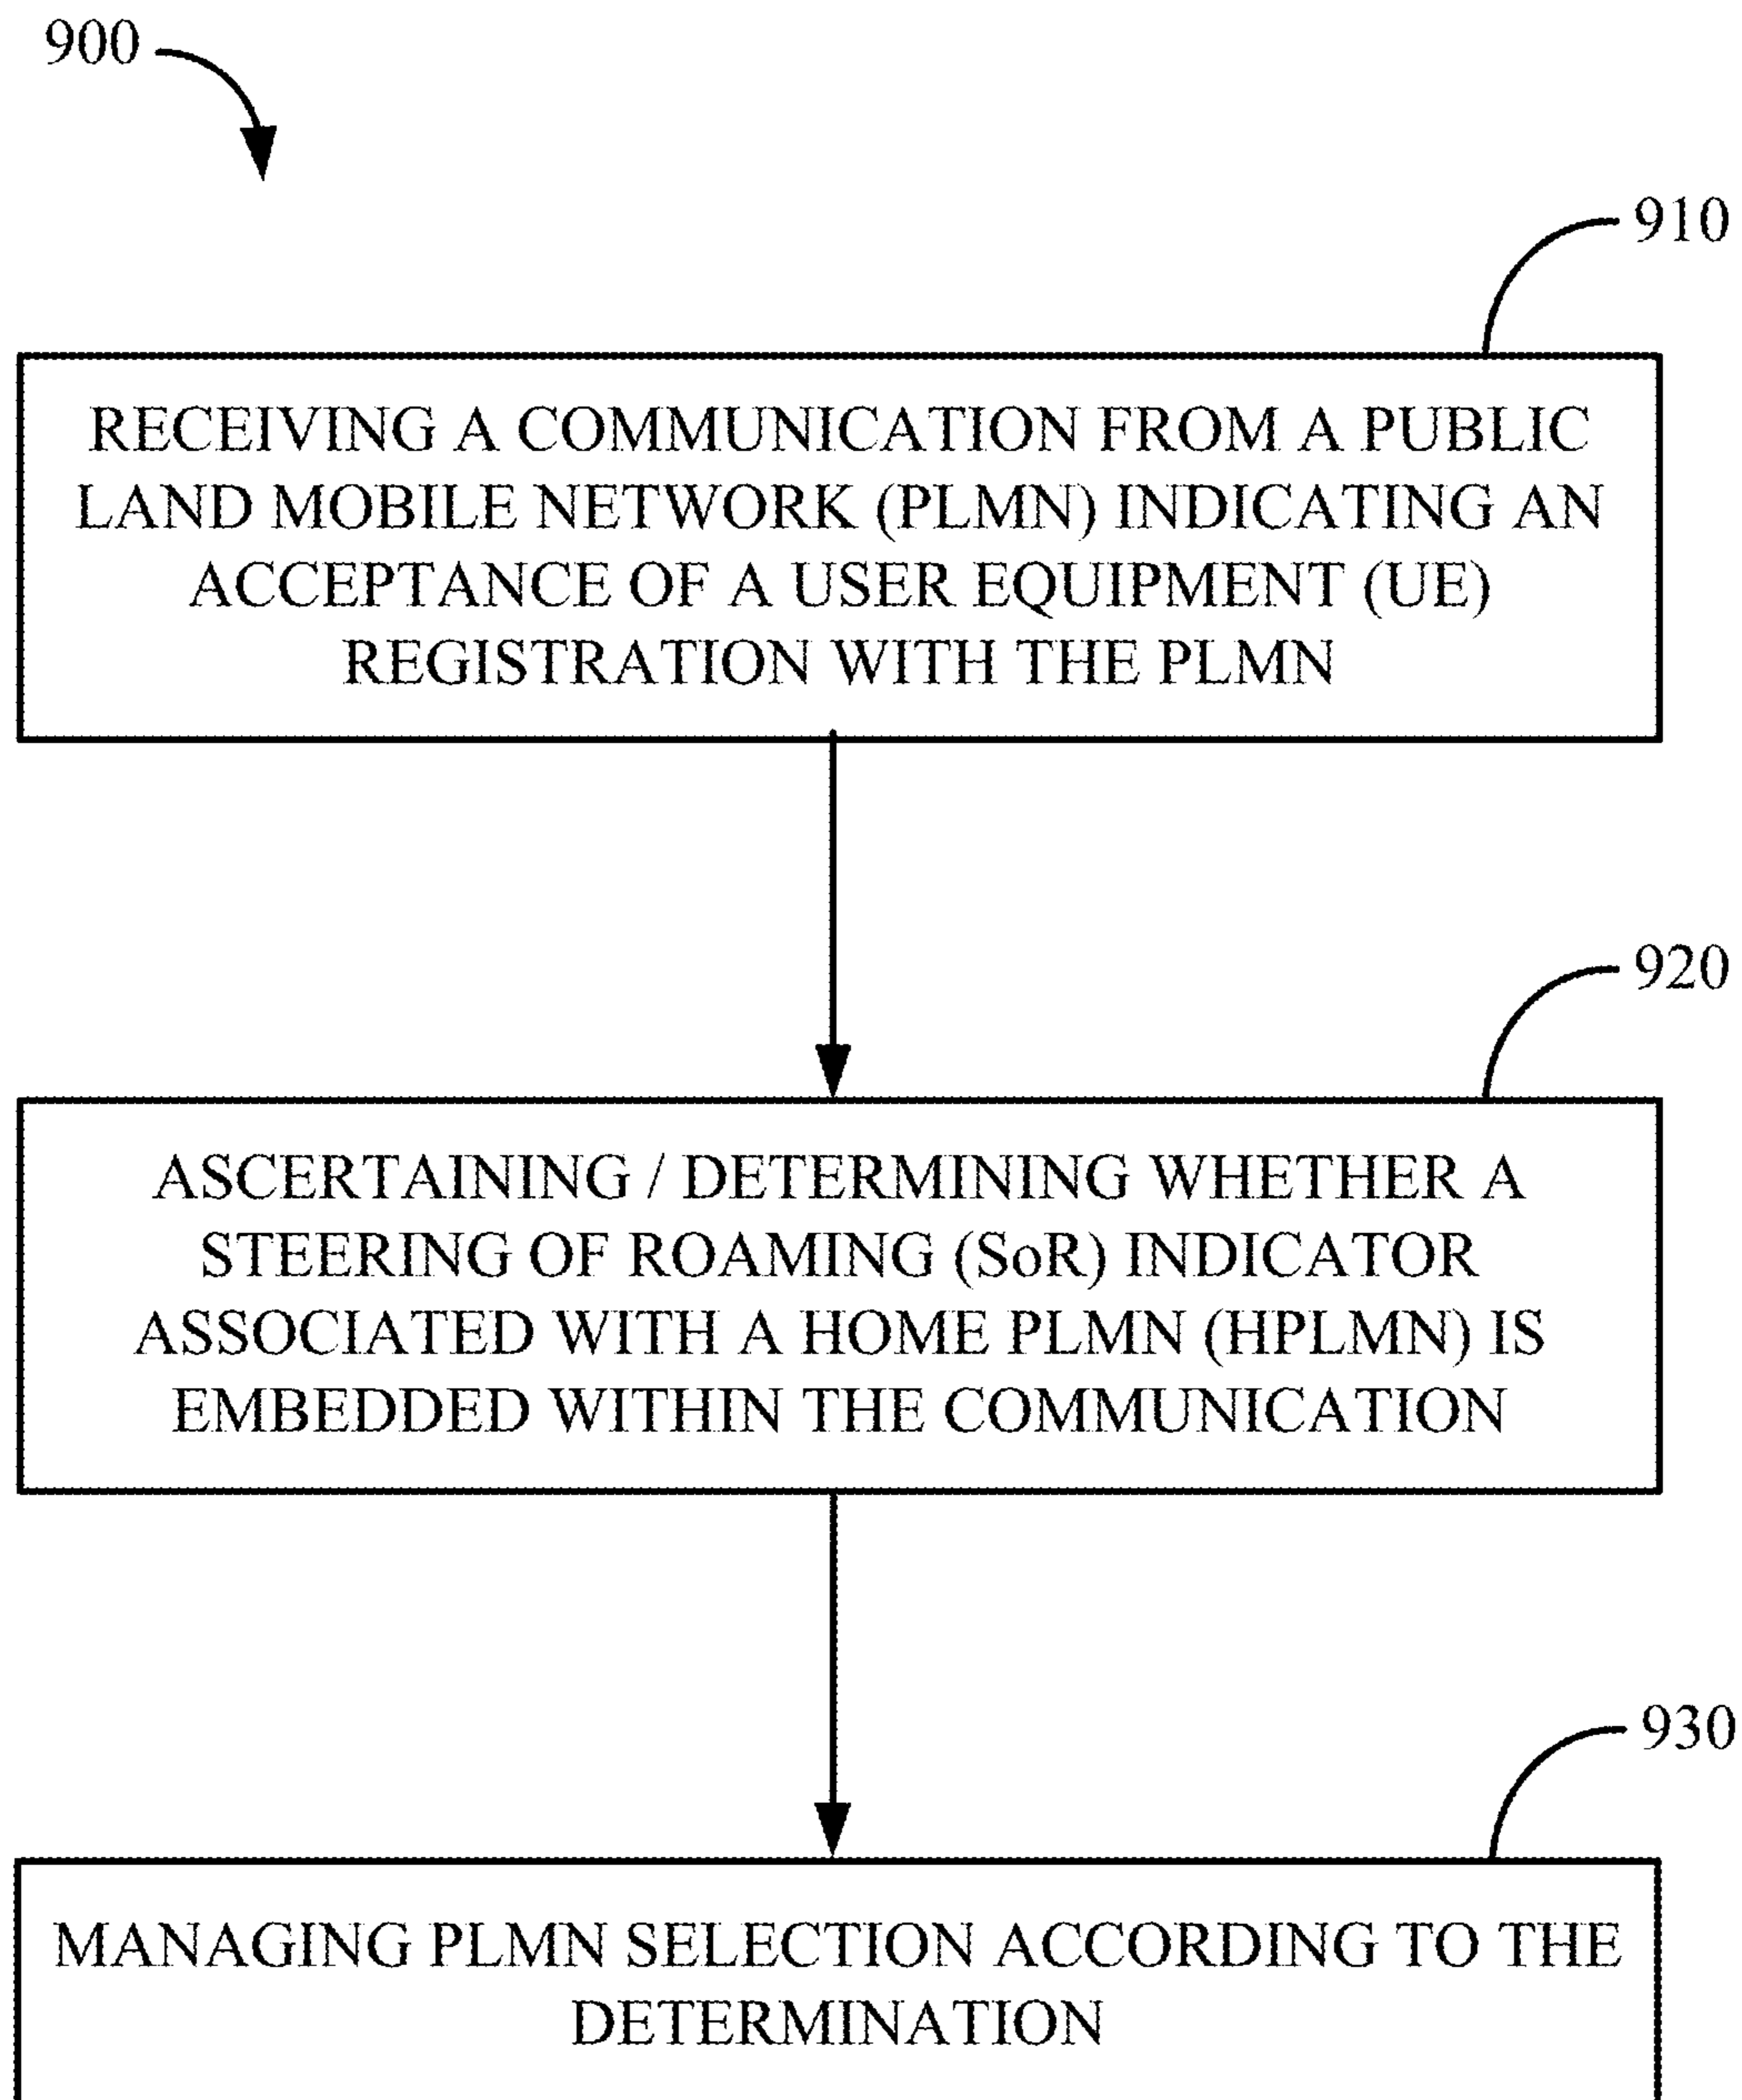 900
910
RECEIVING A COMMUNICATION FROM A PUBLIC
LAND MOBILE NETWORK (PLMN) INDICATING AN
ACCEPTANCE OF A USER EQUIPMENT (UE)
REGISTRATION WITH THE PLMN
920
ASCERTAINING / DETERMINING WHETHER A
STEERING OF ROAMING (SoR) INDICATOR
ASSOCIATED WITH A HOME PLMN (HPLMN) IS
EMBEDDED WITHIN THE COMMUNICATION
930
MANAGING PLMN SELECTION ACCORDING TO THE
DETERMINATION